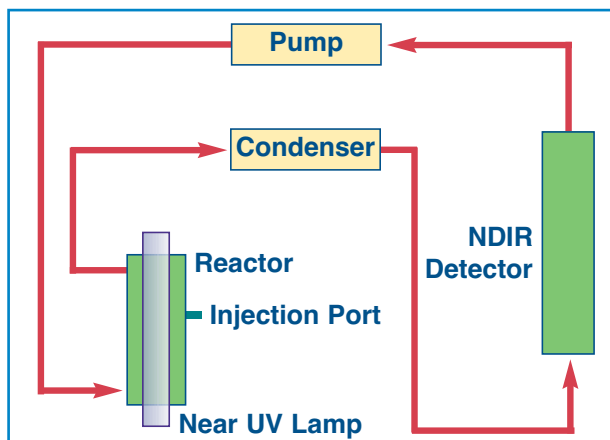 Pump
Condenser
NDIR
Detector
Reactor
Injection Port
Near UV Lamp